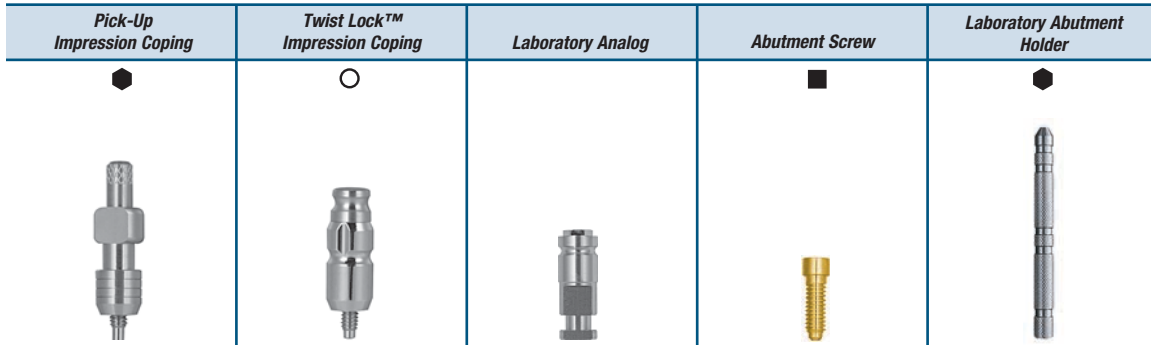 Pick-Up
Impression Coping
Twist Lock™
Impression Coping
Laboratory Analog
Abutment Screw
Laboratory Abutment
Holder